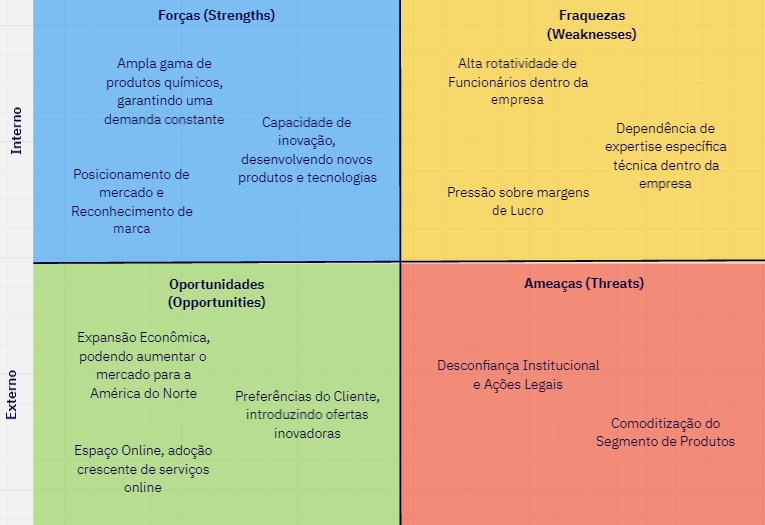 Interno
Forças (Strengths)
Ampla gama de
produtos químicos,
garantindo uma
demanda constante
Capacidade de
inovação,
desenvolvendo novos
produtos e tecnologias
Posicionamento de
mercado e
Reconhecimento de
marca
Fraquezas
(Weaknesses)
Alta rotatividade de
Funcionários dentro da
empresa
Dependência de
expertise específica
técnica dentro da
empresa
Pressão sobre margens
de Lucro
Externo
Oportunidades
(Opportunities)
Expansão Econômica,
podendo aumentar o
mercado para a
América do Norte
Preferências do Cliente,
introduzindo ofertas
inovadoras
Espaço Online, adoção
crescente de serviços
online
Ameaças (Threats)
Desconfiança Institucional
e Ações Legais
Comoditização do
Segmento de Produtos